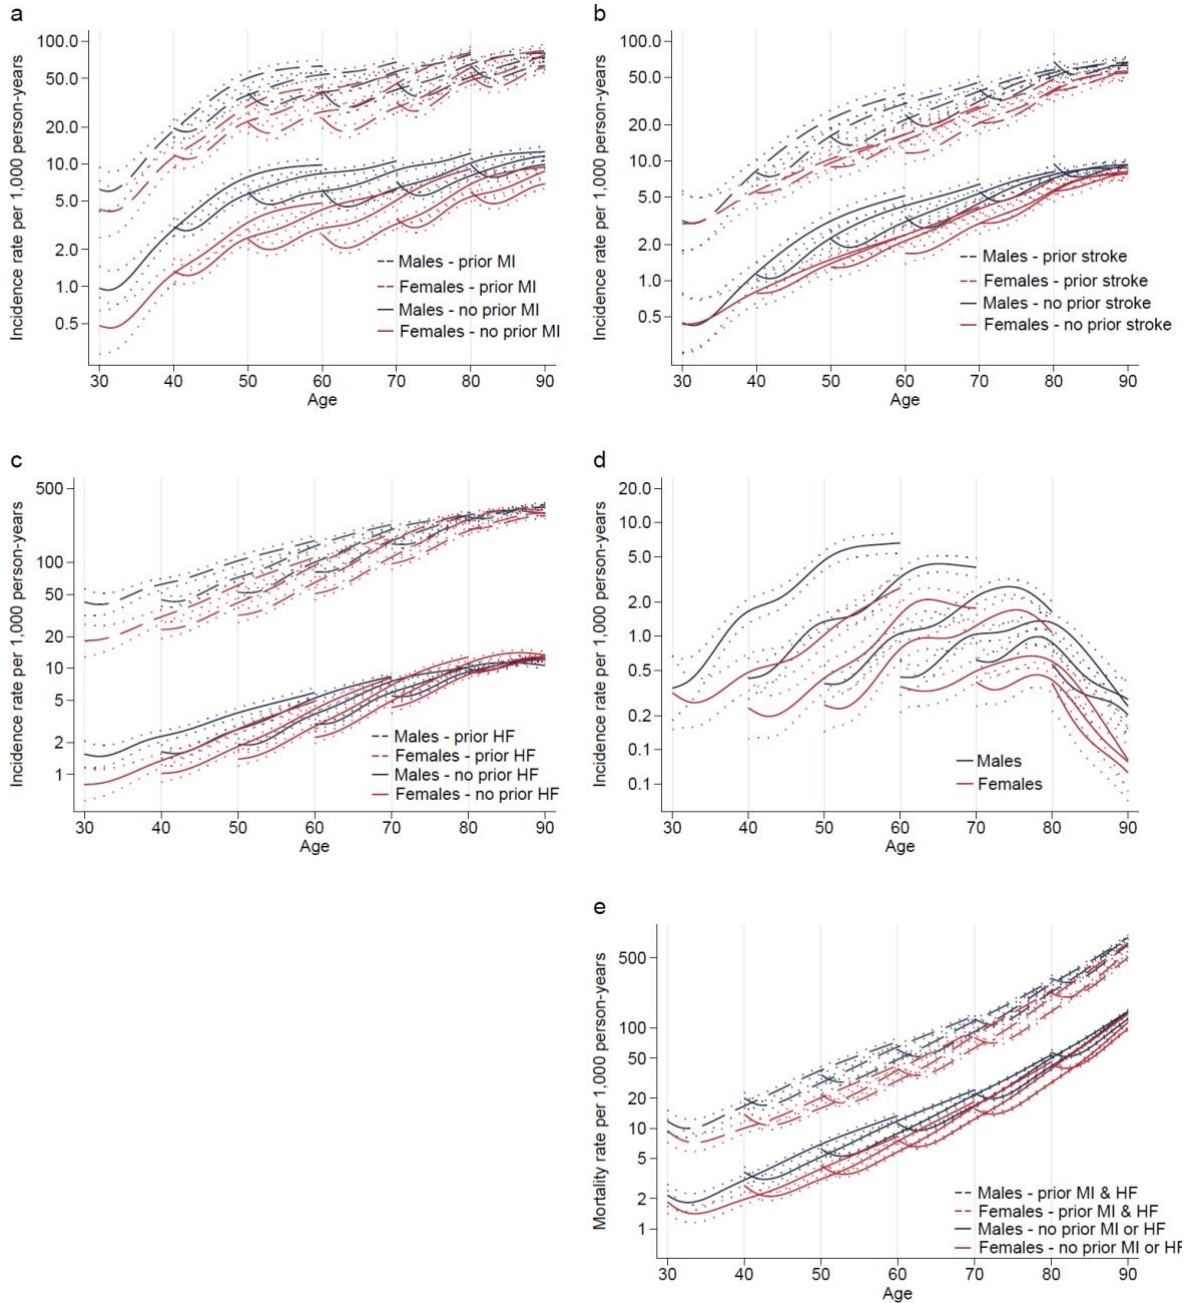 a
Incidence rate per 1,000 person-years
100.0
50.0
20.0
10.0
5.0
2.0
1.0
0.5
Males - prior MI
Females - prior MI
Males - no prior MI
Females - no prior MI
30 40 50 60 70 80 90
Age
b
Incidence rate per 1,000 person-years
100.0
50.0
20.0
10.0
5.0
2.0
1.0
0.5
Males - prior stroke
Females - prior stroke
Males - no prior stroke
Females - no prior stroke
30 40 50 60 70 80 90
Age
c
Incidence rate per 1,000 person-years
500
100
50
20
10
5
2
1
Males - prior HF
Females - prior HF
Males - no prior HF
Females - no prior HF
30 40 50 60 70 80 90
Age
d
Incidence rate per 1,000 person-years
20.0
10.0
5.0
2.0
1.0
0.5
0.2
0.1
Males
Females
30 40 50 60 70 80 90
Age
e
Mortality rate per 1,000 person-years
500
100
50
20
10
5
2
1
Males - prior MI & HF
Females - prior MI & HF
Males - no prior MI or HF
Females - no prior MI or HF
30 40 50 60 70 80 90
Age